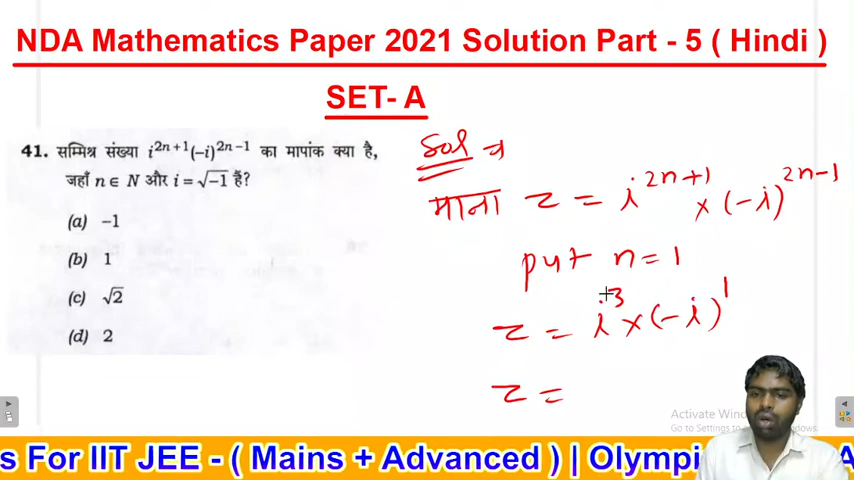 NDA Mathematics Paper 2021 Solution Part - 5 ( Hindi )
SET- A
41. सम्मिश्र संख्या i^{2n+1}(−i)^{2n−1} का मापांक क्या है,
जहाँ n ∈ N और i = √−1 है?
(a) −1
(b) 1
(c) √2
(d) 2
Sol ⇒
माना z = i^{2n+1} × (−i)^{2n−1}
put n = 1
z = i^3 × (−i)^1
z =
Activate Win
Go to Settings to windows.
s For IIT JEE - ( Mains + Advanced ) | Olympi